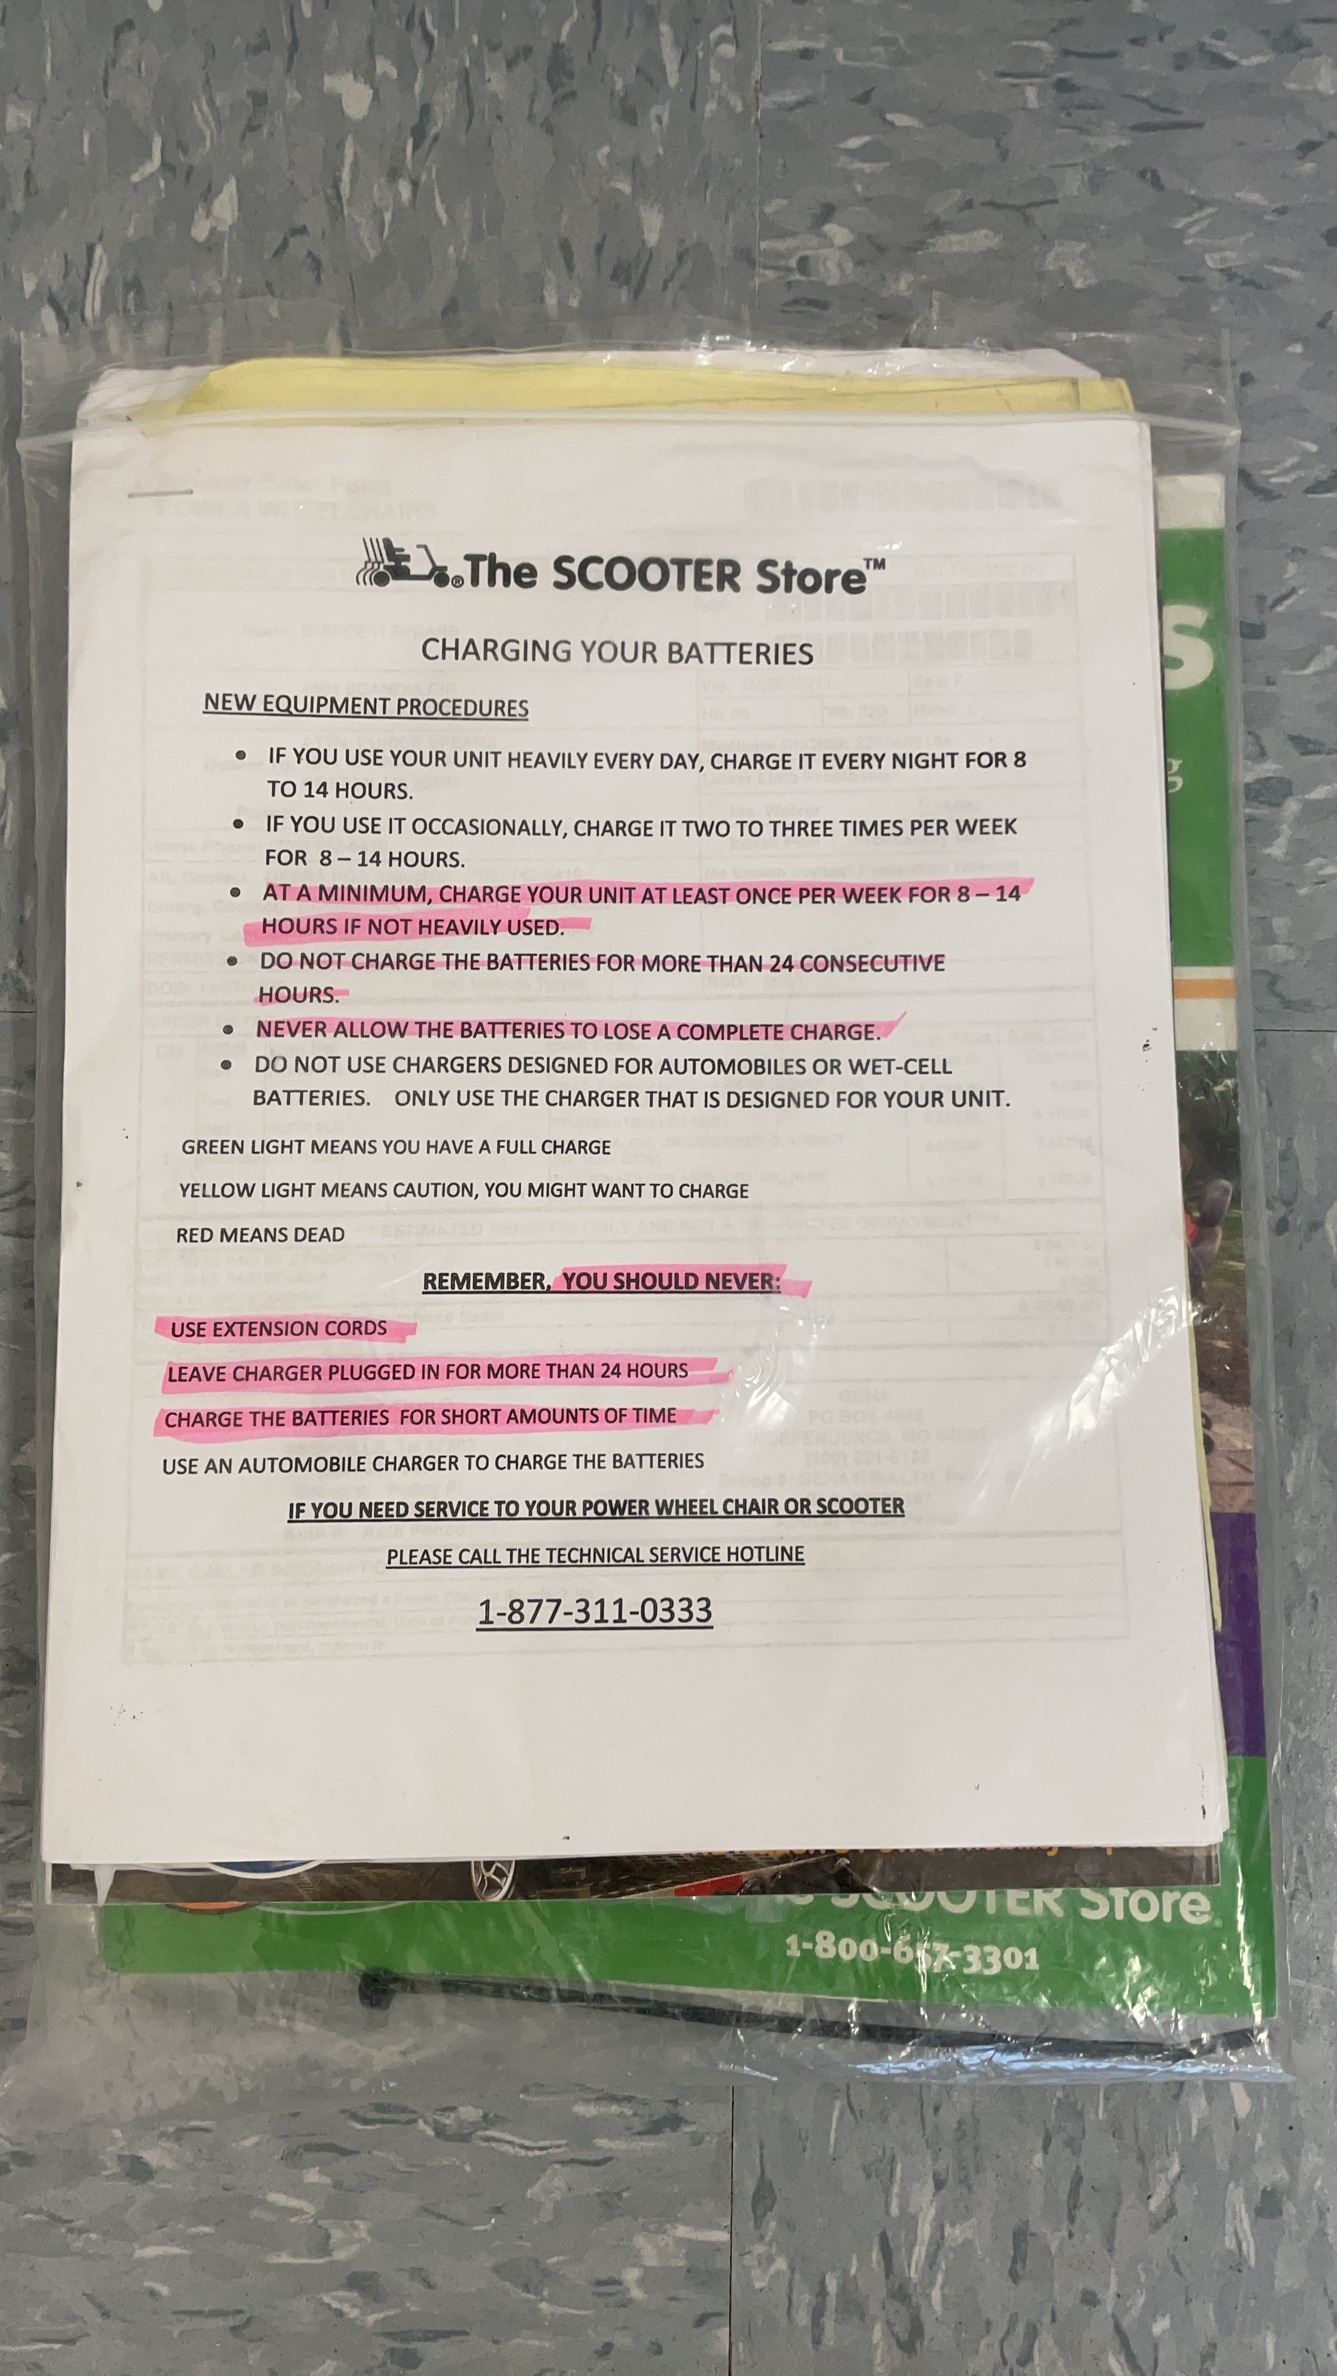 The SCOOTER Store™
CHARGING YOUR BATTERIES
NEW EQUIPMENT PROCEDURES
• IF YOU USE YOUR UNIT HEAVILY EVERY DAY, CHARGE IT EVERY NIGHT FOR 8
TO 14 HOURS.
• IF YOU USE IT OCCASIONALLY, CHARGE IT TWO TO THREE TIMES PER WEEK
FOR 8 – 14 HOURS.
• AT A MINIMUM, CHARGE YOUR UNIT AT LEAST ONCE PER WEEK FOR 8 – 14
HOURS IF NOT HEAVILY USED.
• DO NOT CHARGE THE BATTERIES FOR MORE THAN 24 CONSECUTIVE
HOURS.
• NEVER ALLOW THE BATTERIES TO LOSE A COMPLETE CHARGE.
• DO NOT USE CHARGERS DESIGNED FOR AUTOMOBILES OR WET-CELL
BATTERIES. ONLY USE THE CHARGER THAT IS DESIGNED FOR YOUR UNIT.
GREEN LIGHT MEANS YOU HAVE A FULL CHARGE
YELLOW LIGHT MEANS CAUTION, YOU MIGHT WANT TO CHARGE
RED MEANS DEAD
REMEMBER, YOU SHOULD NEVER:
USE EXTENSION CORDS
LEAVE CHARGER PLUGGED IN FOR MORE THAN 24 HOURS
CHARGE THE BATTERIES FOR SHORT AMOUNTS OF TIME
USE AN AUTOMOBILE CHARGER TO CHARGE THE BATTERIES
IF YOU NEED SERVICE TO YOUR POWER WHEEL CHAIR OR SCOOTER
PLEASE CALL THE TECHNICAL SERVICE HOTLINE
1-877-311-0333
SCOOTER Store
1-800-657-3301